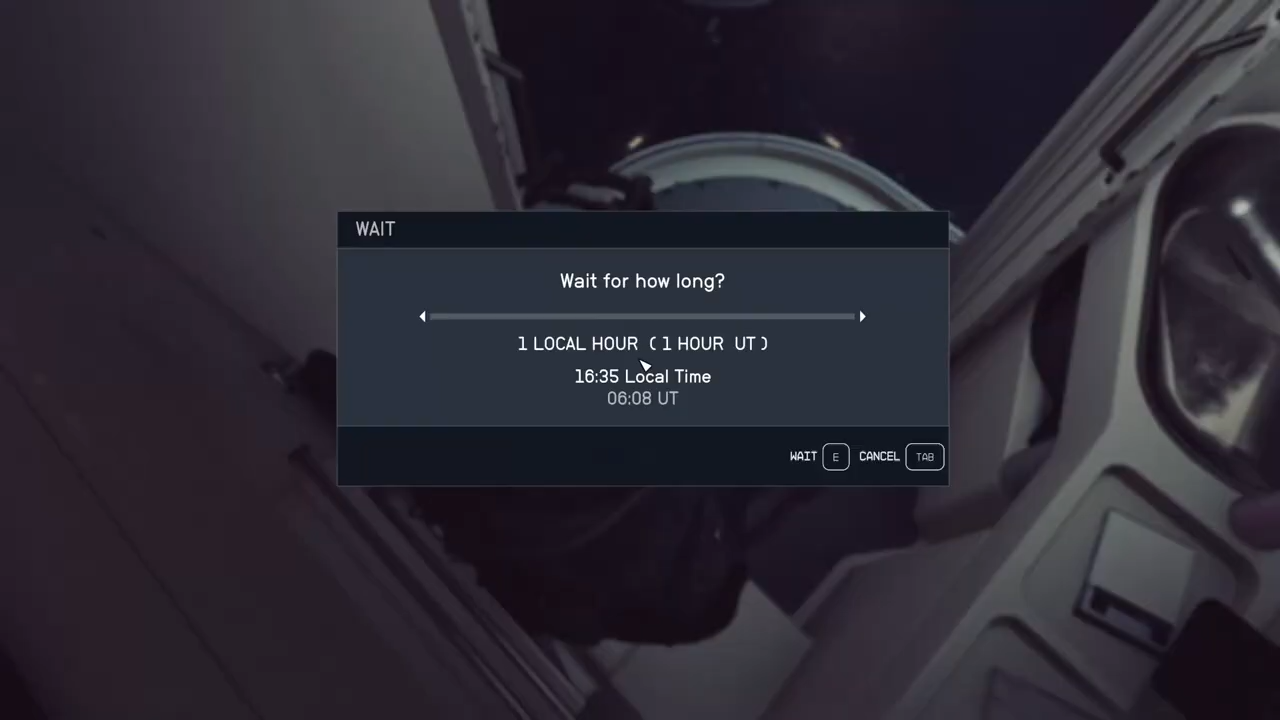 WAIT
Wait for how long?
1 LOCAL HOUR (1 HOUR UT)
16:35 Local Time
06:08 UT
WAIT E CANCEL TAB